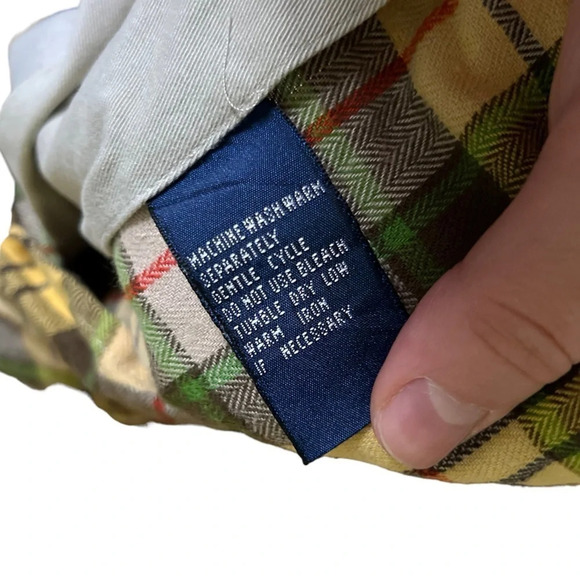 MACHINE WASH WARM
SEPARATELY
GENTLE CYCLE
DO NOT USE BLEACH
TUMBLE DRY LOW
WARM IRON
IF NECESSARY